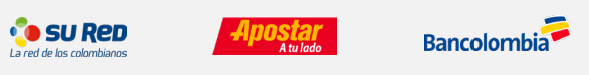 su RED
La red de los colombianos
Apostar
A tu lado
Bancolombia